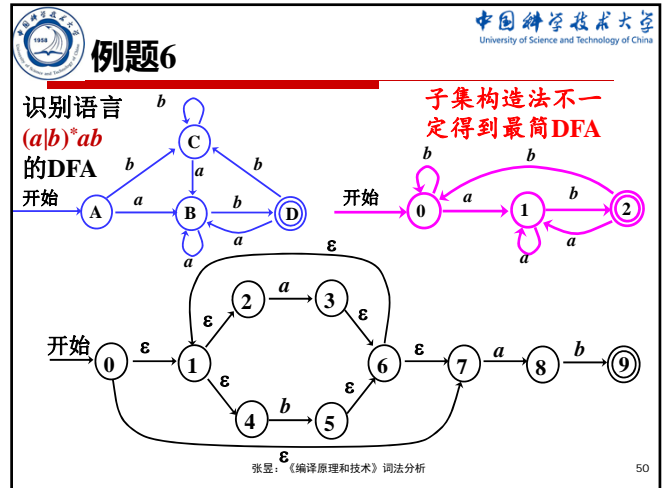 中国科学技术大学
University of Science and Technology of China
1958
例题6
识别语言
(a|b)*ab
的DFA
子集构造法不一
定得到最简DFA
b
C
b
a
b
开始
A
a
B
b
D
a
a
b
b
开始
0
a
1
b
2
a
a
ε
2
a
3
ε
ε
开始
0
ε
1
6
ε
7
a
8
b
9
ε
ε
4
b
5
ε
张昱：《编译原理和技术》词法分析
50